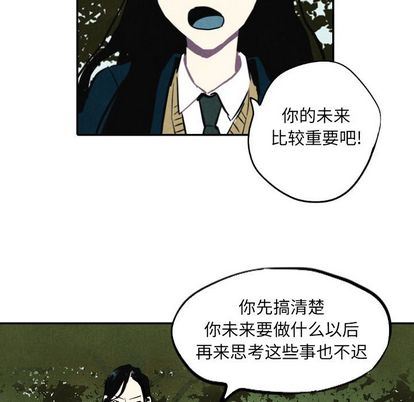 你的未来
比较重要吧!
你先搞清楚
你未来要做什么以后
再来思考这些事也不迟